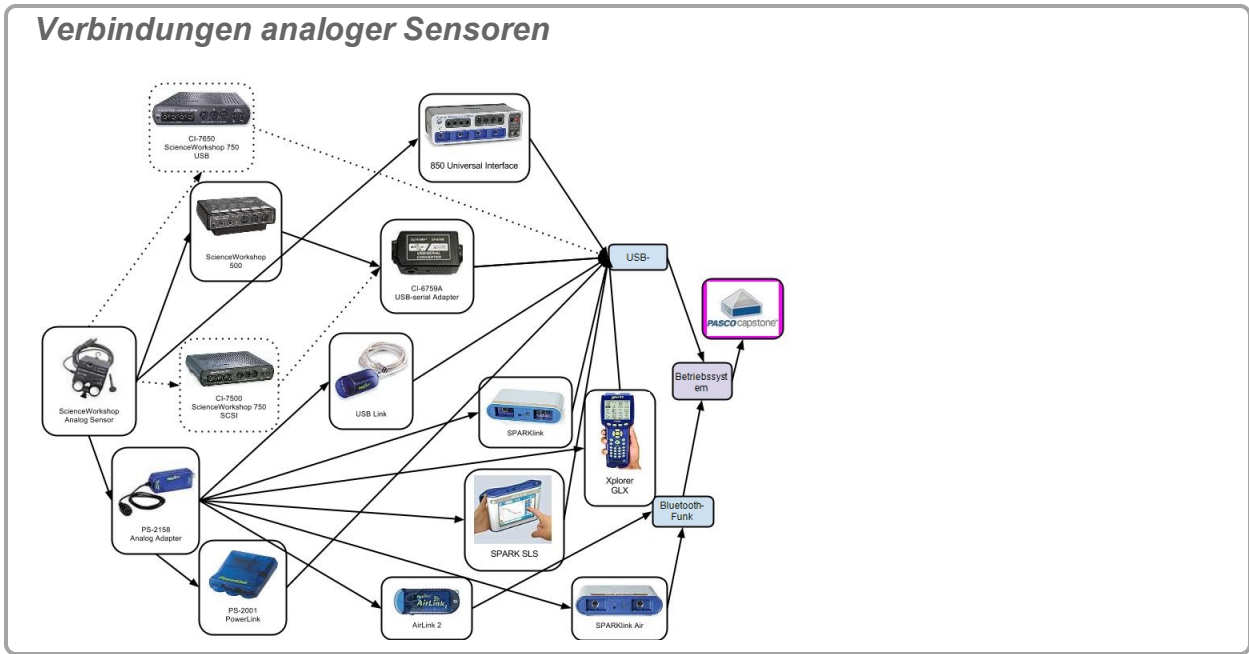 Verbindungen analoger Sensoren
CI-7650
ScienceWorkshop 750
USB
850 Universal Interface
ScienceWorkshop
500
CI-6759A
USB-serial Adapter
USB-
PASCO capstone
ScienceWorkshop
Analog Sensor
CI-7500
ScienceWorkshop 750
SCSI
USB Link
SPARKlink
Betriebssyst
em
Xplorer
GLX
PS-2158
Analog Adapter
SPARK SLS
Bluetooth-
Funk
PS-2001
PowerLink
AirLink
AirLink 2
SPARKlink Air